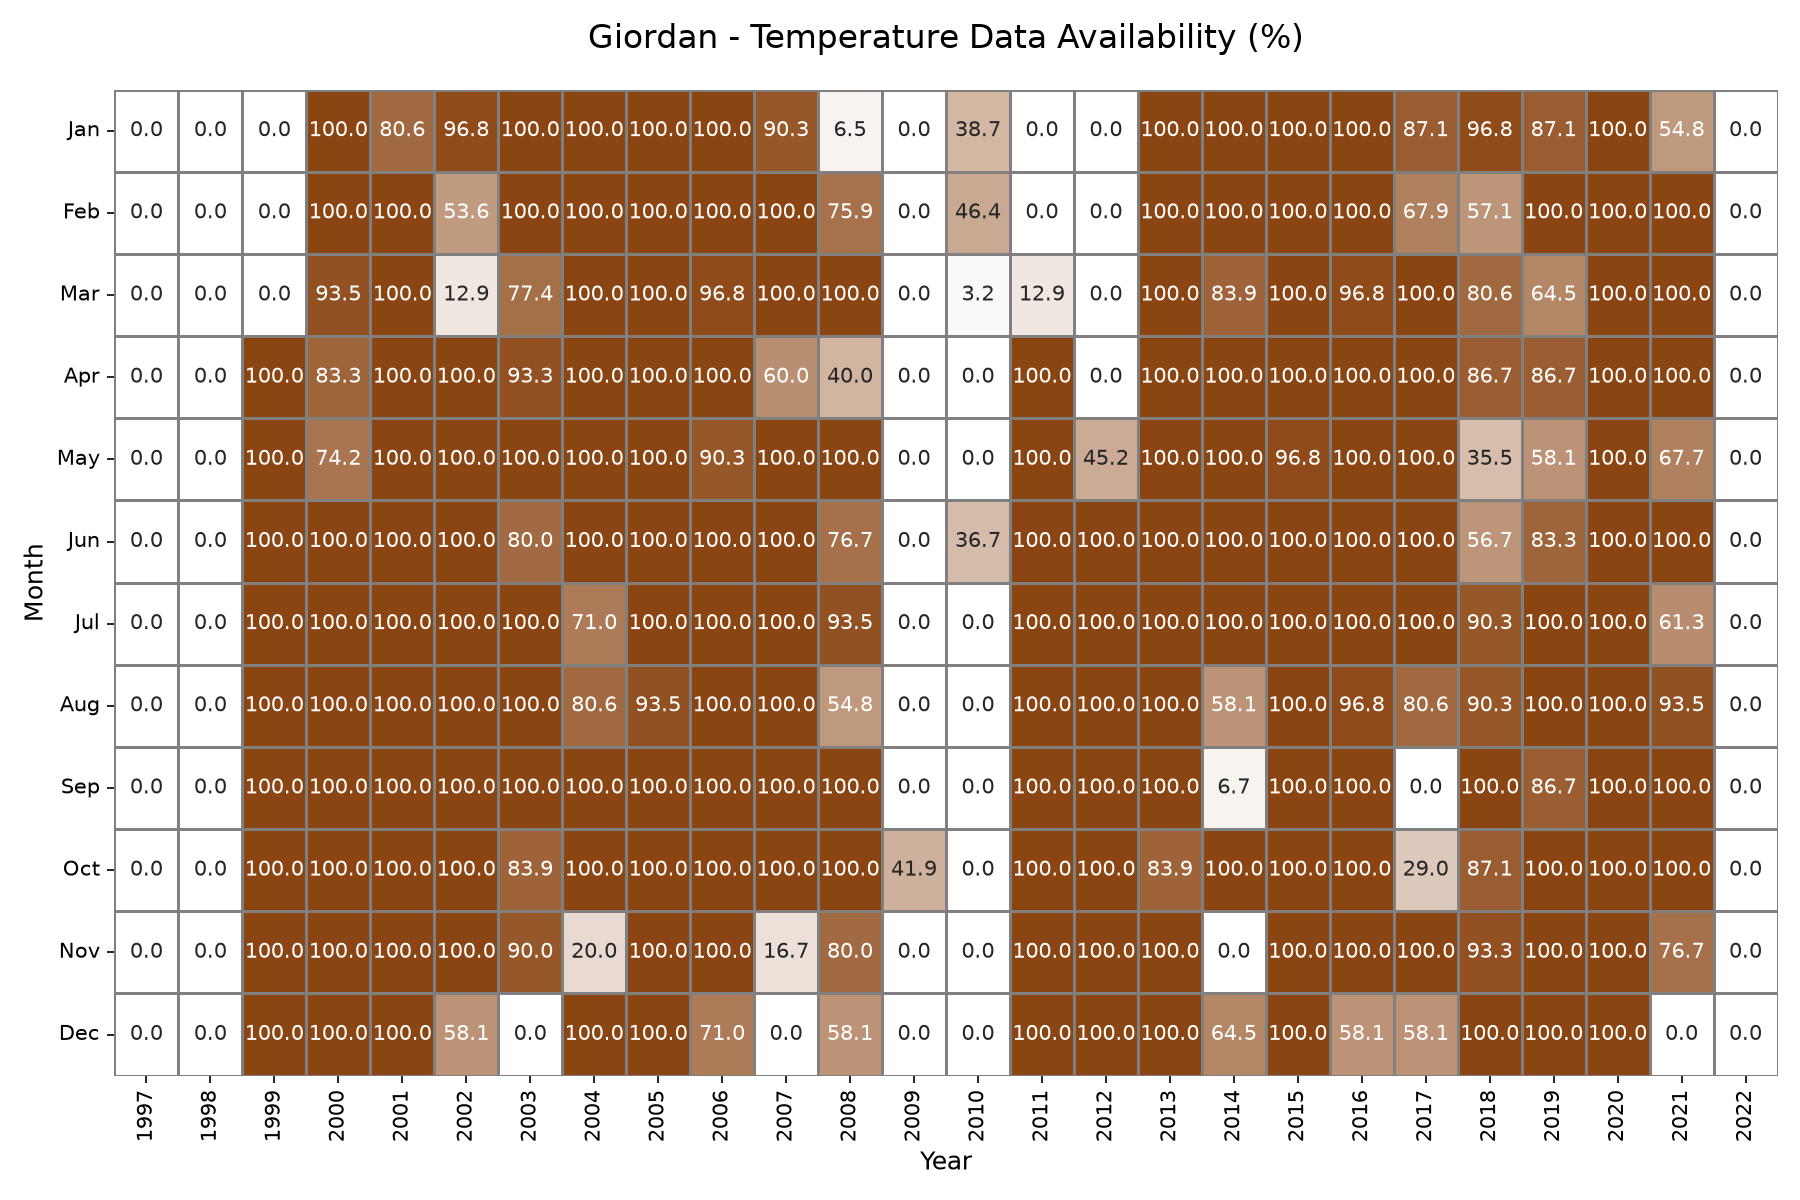 Giordan - Temperature Data Availability (%)
Jan 0.0 0.0 0.0 100.0 80.6 96.8 100.0 100.0 100.0 100.0 90.3 6.5 0.0 38.7 0.0 0.0 100.0 100.0 100.0 100.0 87.1 96.8 87.1 100.0 54.8 0.0
Feb 0.0 0.0 0.0 100.0 100.0 53.6 100.0 100.0 100.0 100.0 100.0 75.9 0.0 46.4 0.0 0.0 100.0 100.0 100.0 100.0 67.9 57.1 100.0 100.0 100.0 0.0
Mar 0.0 0.0 0.0 93.5 100.0 12.9 77.4 100.0 100.0 96.8 100.0 100.0 0.0 3.2 12.9 0.0 100.0 83.9 100.0 96.8 100.0 80.6 64.5 100.0 100.0 0.0
Apr 0.0 0.0 100.0 83.3 100.0 100.0 93.3 100.0 100.0 100.0 60.0 40.0 0.0 0.0 100.0 0.0 100.0 100.0 100.0 100.0 100.0 86.7 86.7 100.0 100.0 0.0
May 0.0 0.0 100.0 74.2 100.0 100.0 100.0 100.0 100.0 90.3 100.0 100.0 0.0 0.0 100.0 45.2 100.0 100.0 96.8 100.0 100.0 35.5 58.1 100.0 67.7 0.0
Jun 0.0 0.0 100.0 100.0 100.0 100.0 80.0 100.0 100.0 100.0 100.0 76.7 0.0 36.7 100.0 100.0 100.0 100.0 100.0 100.0 100.0 56.7 83.3 100.0 100.0 0.0
Jul 0.0 0.0 100.0 100.0 100.0 100.0 100.0 71.0 100.0 100.0 100.0 93.5 0.0 0.0 100.0 100.0 100.0 100.0 100.0 100.0 100.0 90.3 100.0 100.0 61.3 0.0
Aug 0.0 0.0 100.0 100.0 100.0 100.0 100.0 80.6 93.5 100.0 100.0 54.8 0.0 0.0 100.0 100.0 100.0 58.1 100.0 96.8 80.6 90.3 100.0 100.0 93.5 0.0
Sep 0.0 0.0 100.0 100.0 100.0 100.0 100.0 100.0 100.0 100.0 100.0 100.0 0.0 0.0 100.0 100.0 100.0 6.7 100.0 100.0 0.0 100.0 86.7 100.0 100.0 0.0
Oct 0.0 0.0 100.0 100.0 100.0 100.0 83.9 100.0 100.0 100.0 100.0 100.0 41.9 0.0 100.0 100.0 83.9 100.0 100.0 100.0 29.0 87.1 100.0 100.0 100.0 0.0
Nov 0.0 0.0 100.0 100.0 100.0 100.0 90.0 20.0 100.0 100.0 16.7 80.0 0.0 0.0 100.0 100.0 100.0 0.0 100.0 100.0 100.0 93.3 100.0 100.0 76.7 0.0
Dec 0.0 0.0 100.0 100.0 100.0 58.1 0.0 100.0 100.0 71.0 0.0 58.1 0.0 0.0 100.0 100.0 100.0 64.5 100.0 58.1 58.1 100.0 100.0 100.0 0.0 0.0
Month
1997 1998 1999 2000 2001 2002 2003 2004 2005 2006 2007 2008 2009 2010 2011 2012 2013 2014 2015 2016 2017 2018 2019 2020 2021 2022
Year